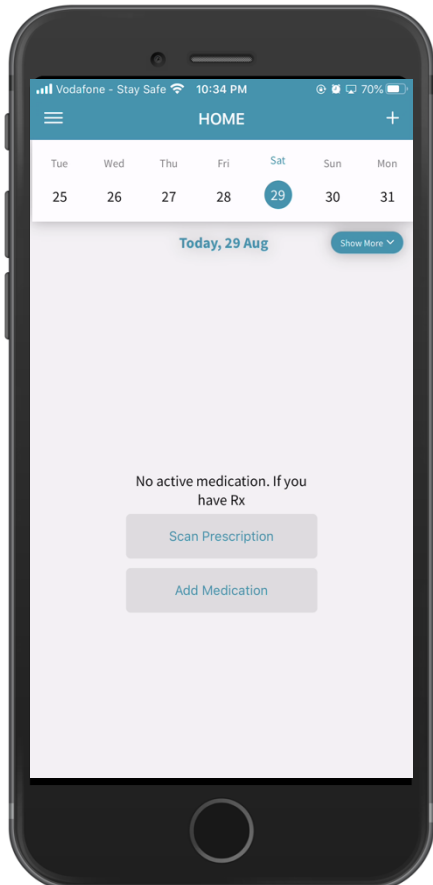 Vodafone - Stay Safe 10:34 PM 70%
HOME +
Tue Wed Thu Fri Sat Sun Mon
25 26 27 28 29 30 31
Today, 29 Aug Show More
No active medication. If you
have Rx
Scan Prescription
Add Medication